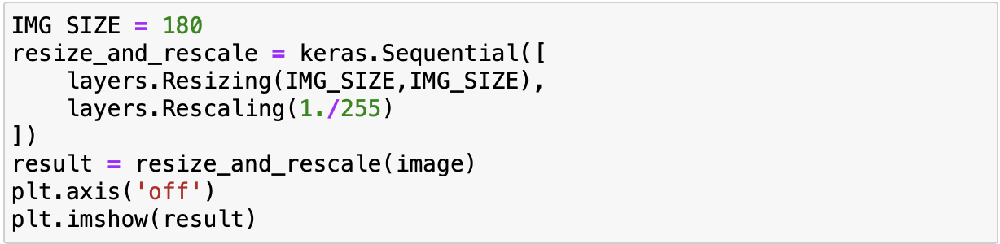 IMG SIZE = 180
resize_and_rescale = keras.Sequential([
    layers.Resizing(IMG_SIZE,IMG_SIZE),
    layers.Rescaling(1./255)
])
result = resize_and_rescale(image)
plt.axis('off')
plt.imshow(result)